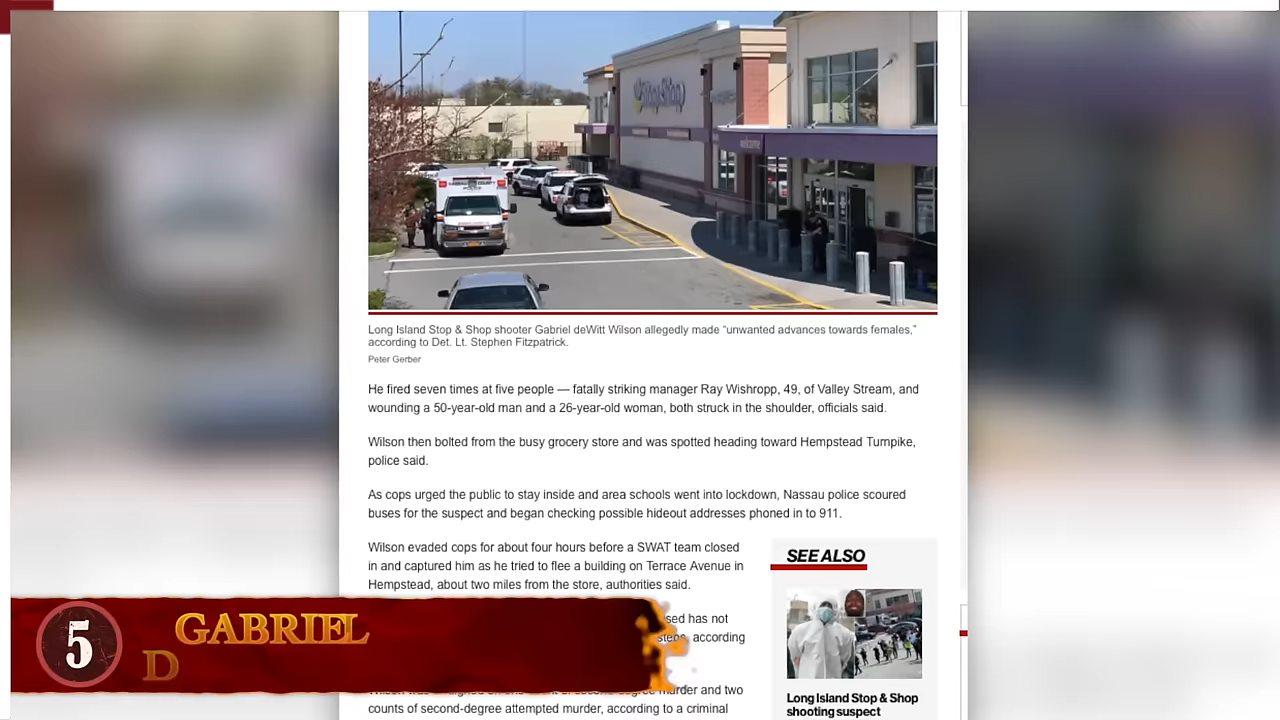 Stop&Shop
welcome
Long Island Stop & Shop shooter Gabriel deWitt Wilson allegedly made “unwanted advances towards females,”
according to Det. Lt. Stephen Fitzpatrick.
Peter Gerber
He fired seven times at five people — fatally striking manager Ray Wishropp, 49, of Valley Stream, and
wounding a 50-year-old man and a 26-year-old woman, both struck in the shoulder, officials said.
Wilson then bolted from the busy grocery store and was spotted heading toward Hempstead Turnpike,
police said.
As cops urged the public to stay inside and area schools went into lockdown, Nassau police scoured
buses for the suspect and began checking possible hideout addresses phoned in to 911.
Wilson evaded cops for about four hours before a SWAT team closed
in and captured him as he tried to flee a building on Terrace Avenue in
Hempstead, about two miles from the store, authorities said.
has not
according
murder and two
counts of second-degree attempted murder, according to a criminal
SEE ALSO
Long Island Stop & Shop
shooting suspect
5
GABRIEL
D